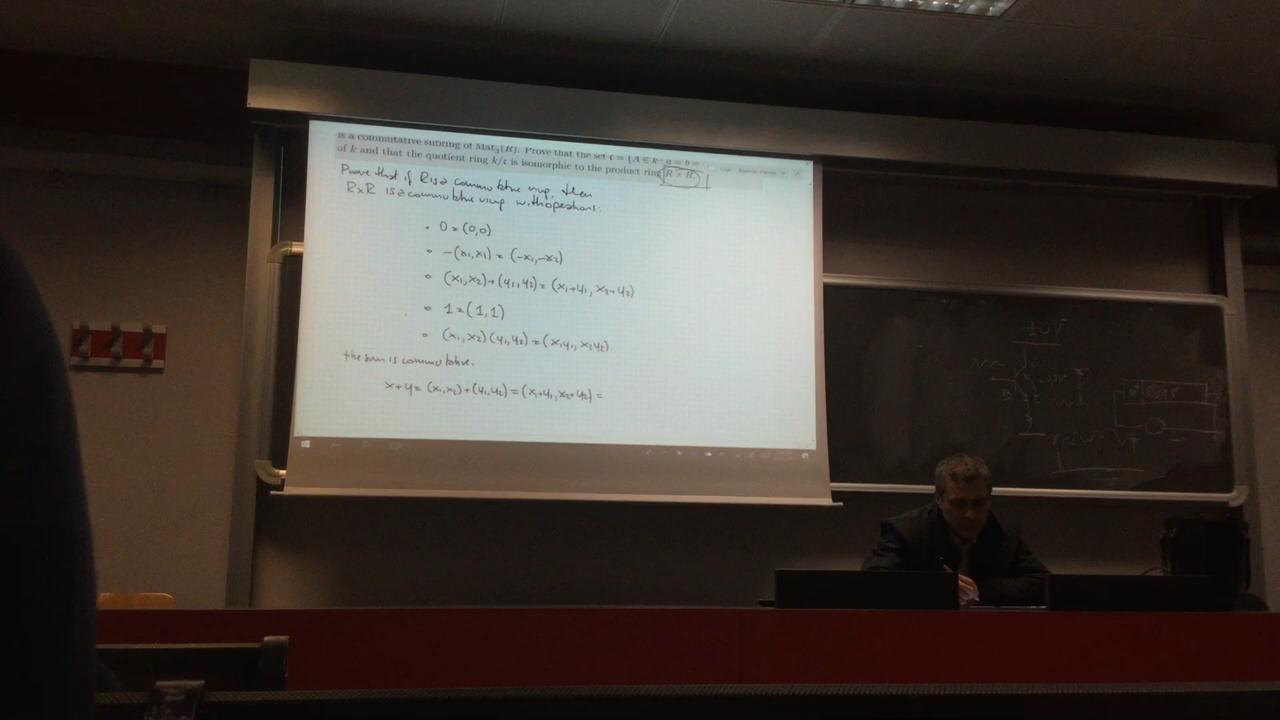 is a commutative subring of Mat₃(R). Prove that the set 𝔯 = {A ∈ k : a = b =
of k and that the quotient ring k/𝔯 is isomorphic to the product ring R × R.
Prove that if R is a commutative ring, then
R×R is a commutative ring with operations:
• 0 = (0,0)
• -(x₁,x₁) = (-x₁,-x₂)
• (x₁,x₂)+(y₁,y₂) = (x₁+y₁, x₂+y₂)
• 1 = (1,1)
• (x₁,x₂)(y₁,y₂) = (x₁y₁, x₂y₂)
the sum is commutative.
x+y = (x₁,x₂)+(y₁,y₂) = (x₁+y₁, x₂+y₂) =
10V